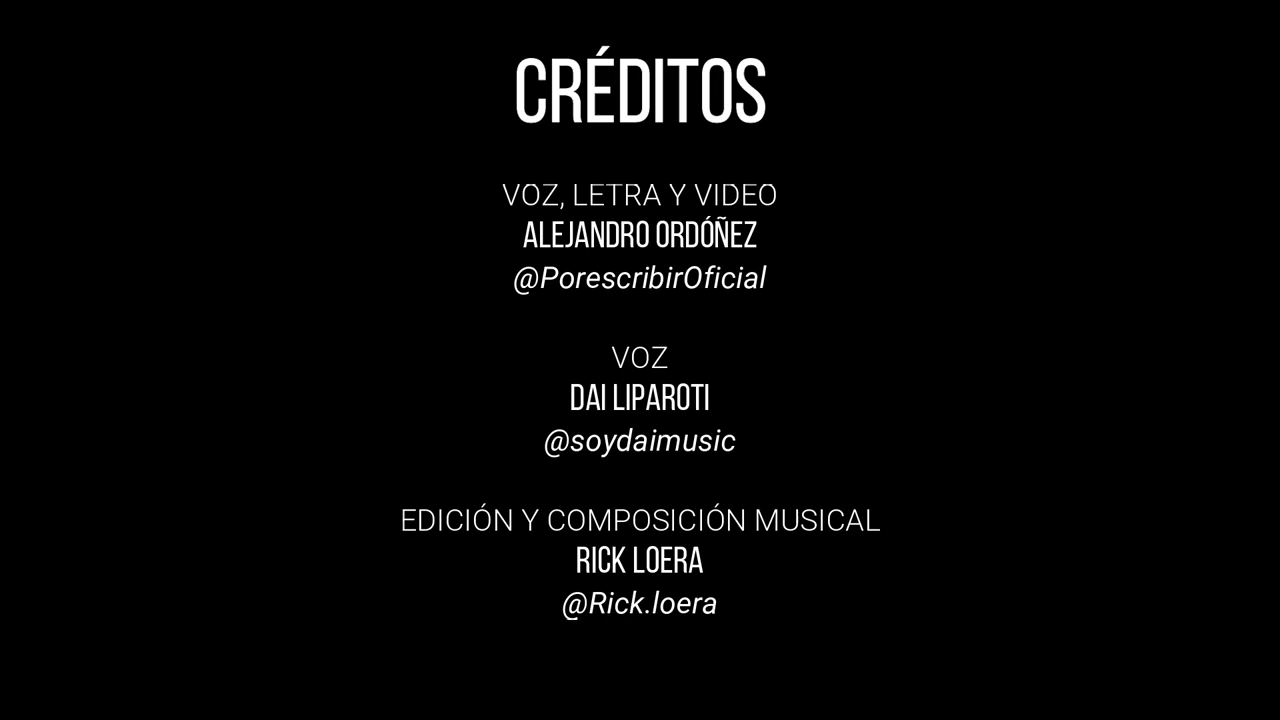 CRÉDITOS
VOZ, LETRA Y VIDEO
ALEJANDRO ORDÓÑEZ
@PorescribirOficial
VOZ
DAI LIPAROTI
@soydaimusic
EDICIÓN Y COMPOSICIÓN MUSICAL
RICK LOERA
@Rick.loera